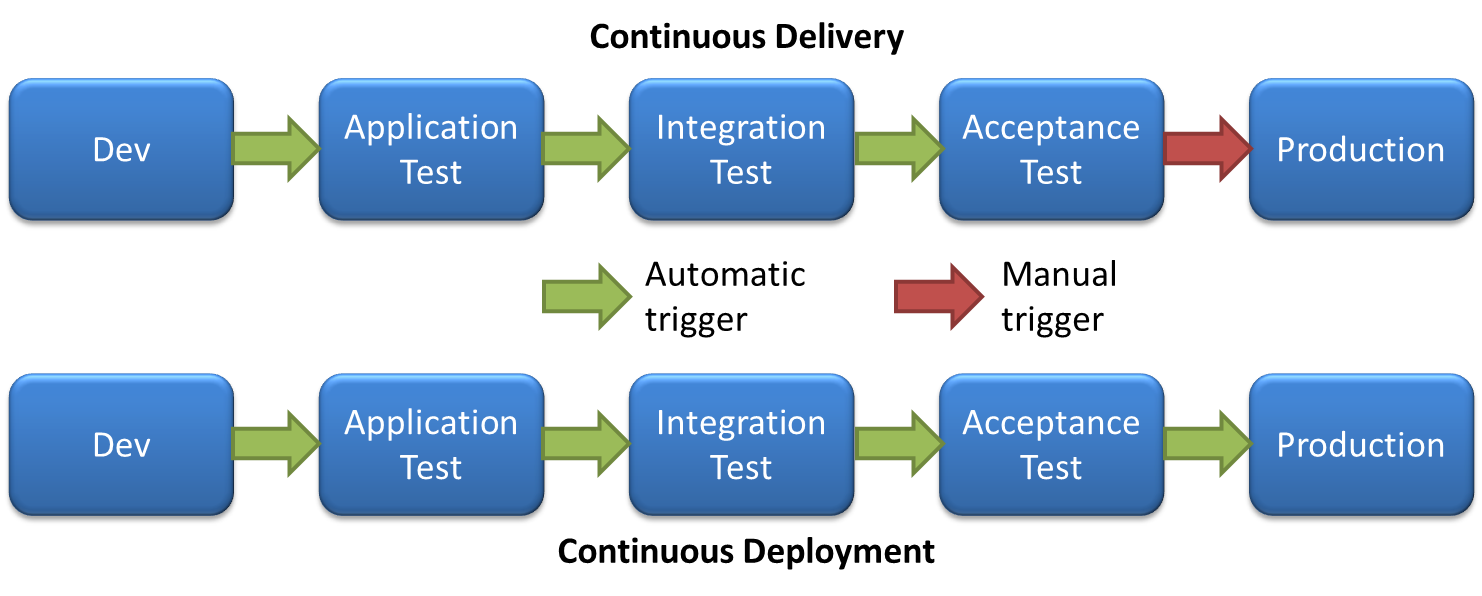 Continuous Delivery
Dev
Application
Test
Integration
Test
Acceptance
Test
Production
Automatic
trigger
Manual
trigger
Dev
Application
Test
Integration
Test
Acceptance
Test
Production
Continuous Deployment